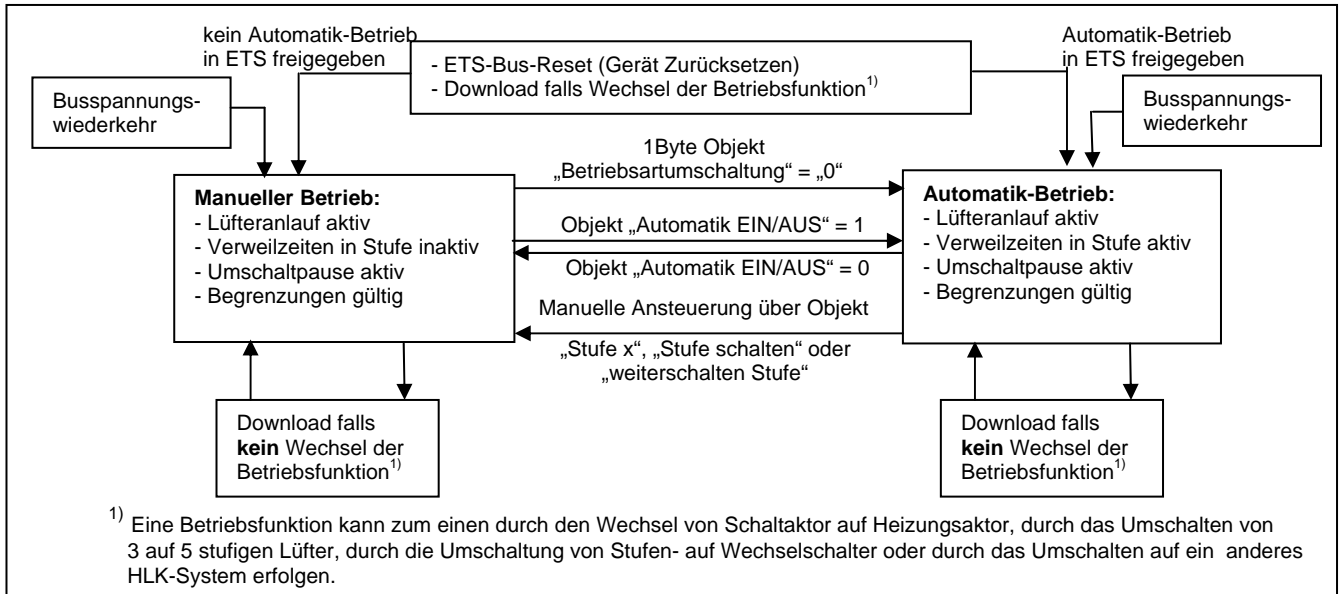 kein Automatik-Betrieb
in ETS freigegeben
Automatik-Betrieb
in ETS freigegeben
- ETS-Bus-Reset (Gerät Zurücksetzen)
- Download falls Wechsel der Betriebsfunktion1)
Busspannungs-
wiederkehr
Busspannungs-
wiederkehr
1Byte Objekt
„Betriebsartumschaltung“ = „0“
Manueller Betrieb:
- Lüfteranlauf aktiv
- Verweilzeiten in Stufe inaktiv
- Umschaltpause aktiv
- Begrenzungen gültig
Objekt „Automatik EIN/AUS“ = 1
Objekt „Automatik EIN/AUS“ = 0
Manuelle Ansteuerung über Objekt
„Stufe x“, „Stufe schalten“ oder
„weiterschalten Stufe“
Automatik-Betrieb:
- Lüfteranlauf aktiv
- Verweilzeiten in Stufe aktiv
- Umschaltpause aktiv
- Begrenzungen gültig
Download falls
kein Wechsel der
Betriebsfunktion1)
Download falls
kein Wechsel der
Betriebsfunktion1)
1) Eine Betriebsfunktion kann zum einen durch den Wechsel von Schaltaktor auf Heizungsaktor, durch das Umschalten von
3 auf 5 stufigen Lüfter, durch die Umschaltung von Stufen- auf Wechselschalter oder durch das Umschalten auf ein anderes
HLK-System erfolgen.